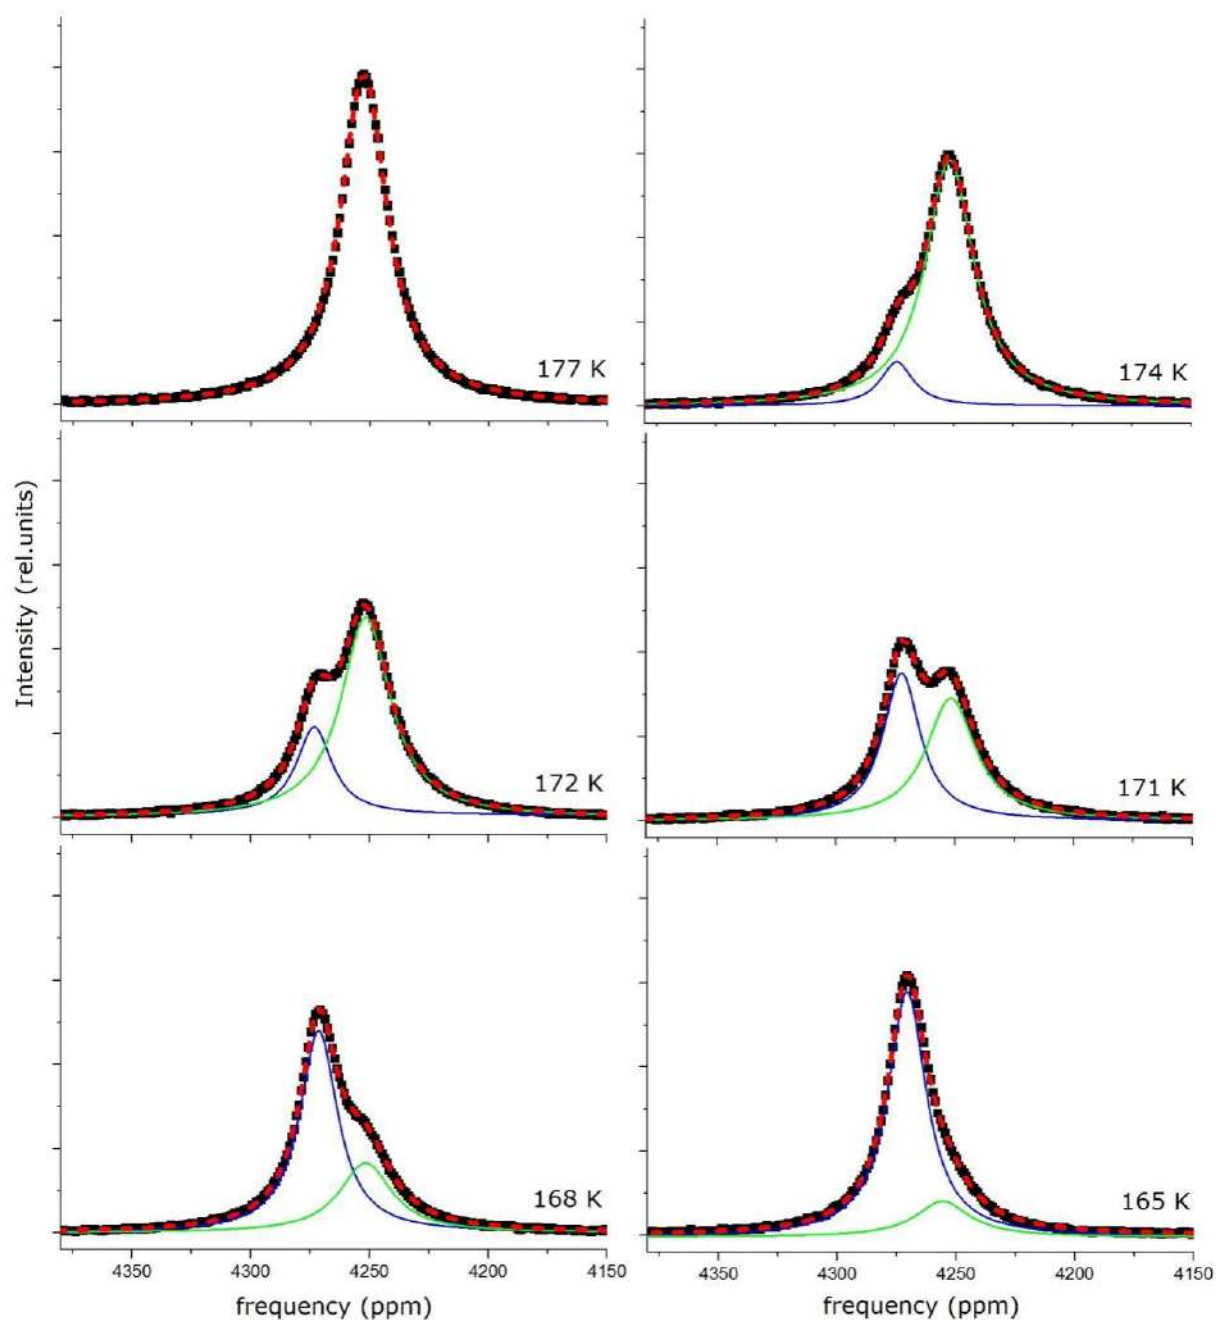 177 K
174 K
Intensity (rel.units)
172 K
171 K
168 K
165 K
4350 4300 4250 4200 4150
4350 4300 4250 4200 4150
frequency (ppm)
frequency (ppm)